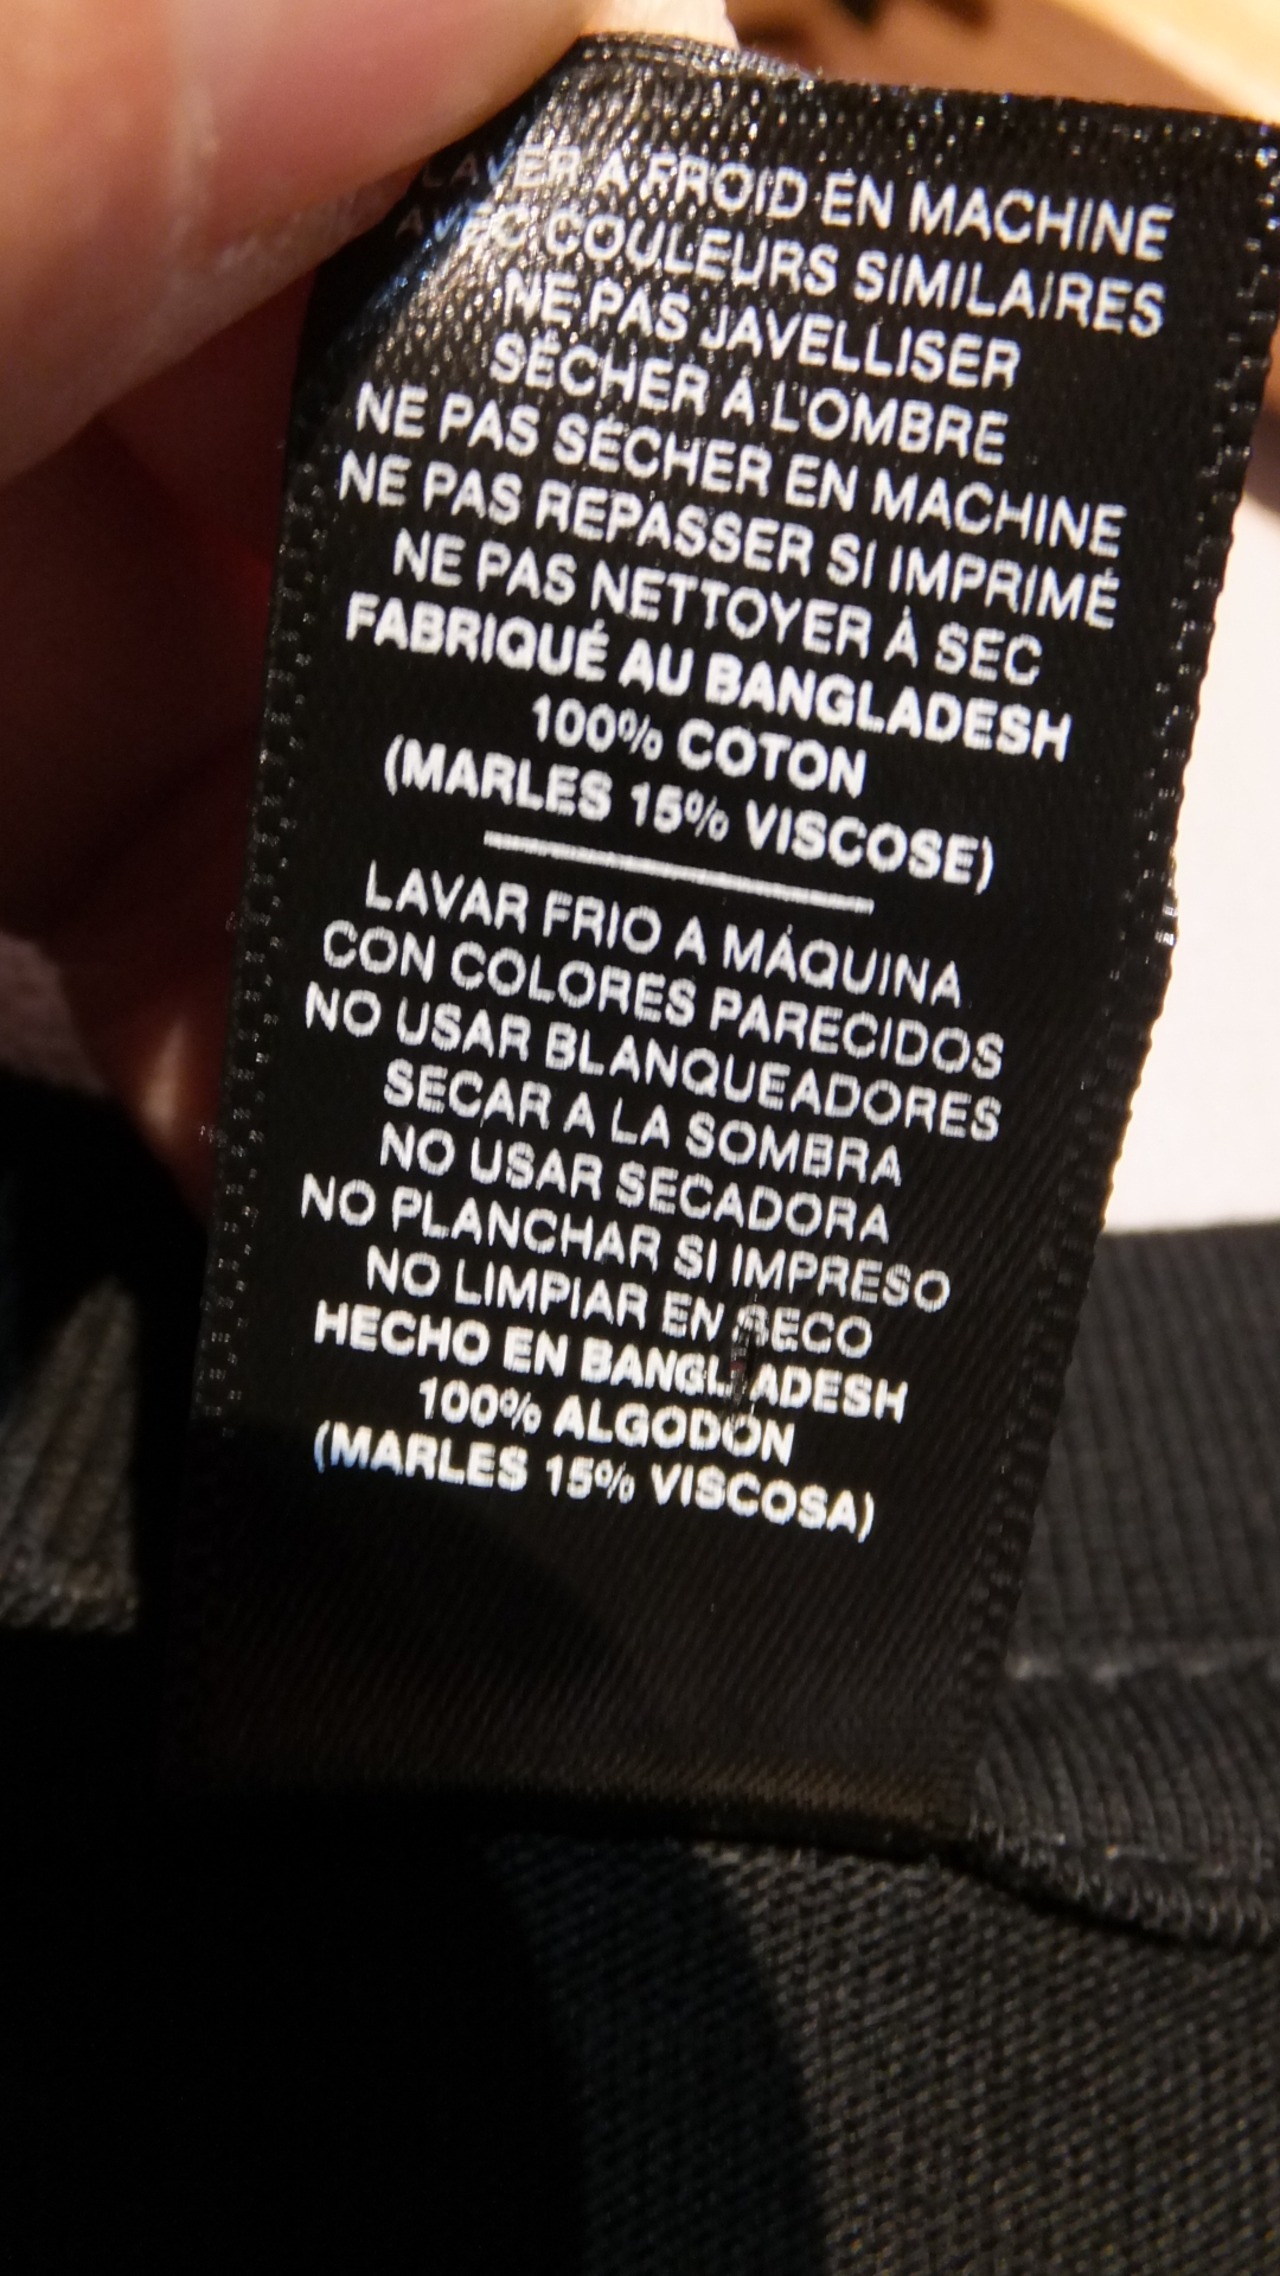 LAVER À FROID EN MACHINE
AVEC COULEURS SIMILAIRES
NE PAS JAVELLISER
SÉCHER À L'OMBRE
NE PAS SÉCHER EN MACHINE
NE PAS REPASSER SI IMPRIMÉ
NE PAS NETTOYER À SEC
FABRIQUÉ AU BANGLADESH
100% COTON
(MARLES 15% VISCOSE)
LAVAR FRIO A MÁQUINA
CON COLORES PARECIDOS
NO USAR BLANQUEADORES
SECAR A LA SOMBRA
NO USAR SECADORA
NO PLANCHAR SI IMPRESO
NO LIMPIAR EN SECO
HECHO EN BANGLADESH
100% ALGODÓN
(MARLES 15% VISCOSA)